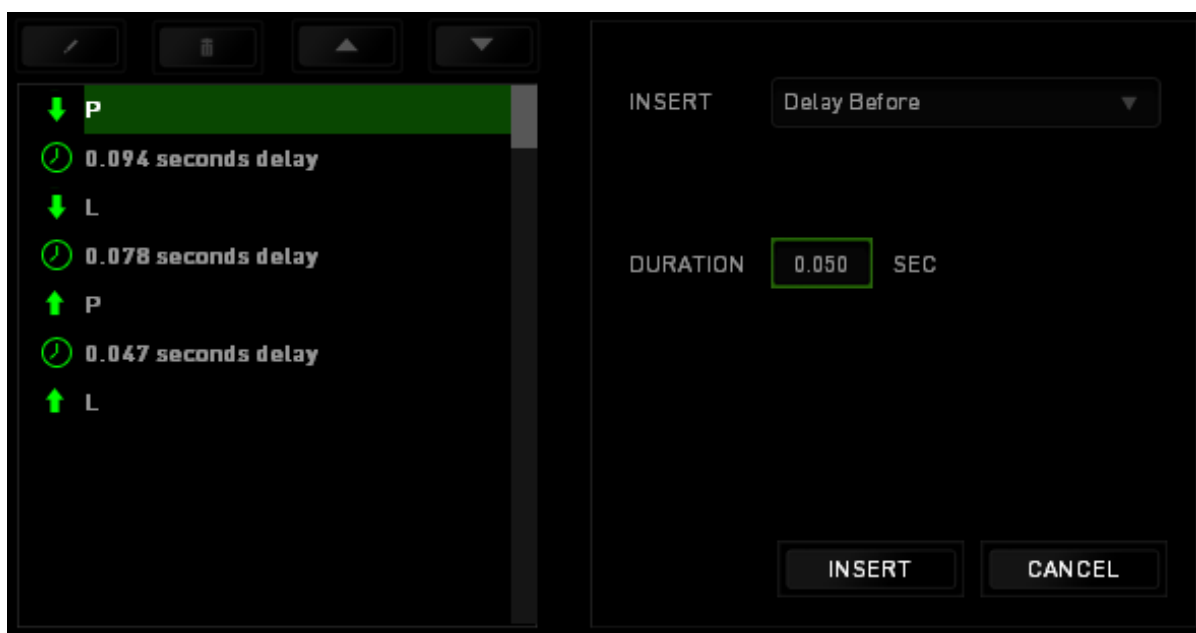 P
0.094 seconds delay
L
0.078 seconds delay
P
0.047 seconds delay
L
INSERT Delay Before
DURATION 0.050 SEC
INSERT CANCEL